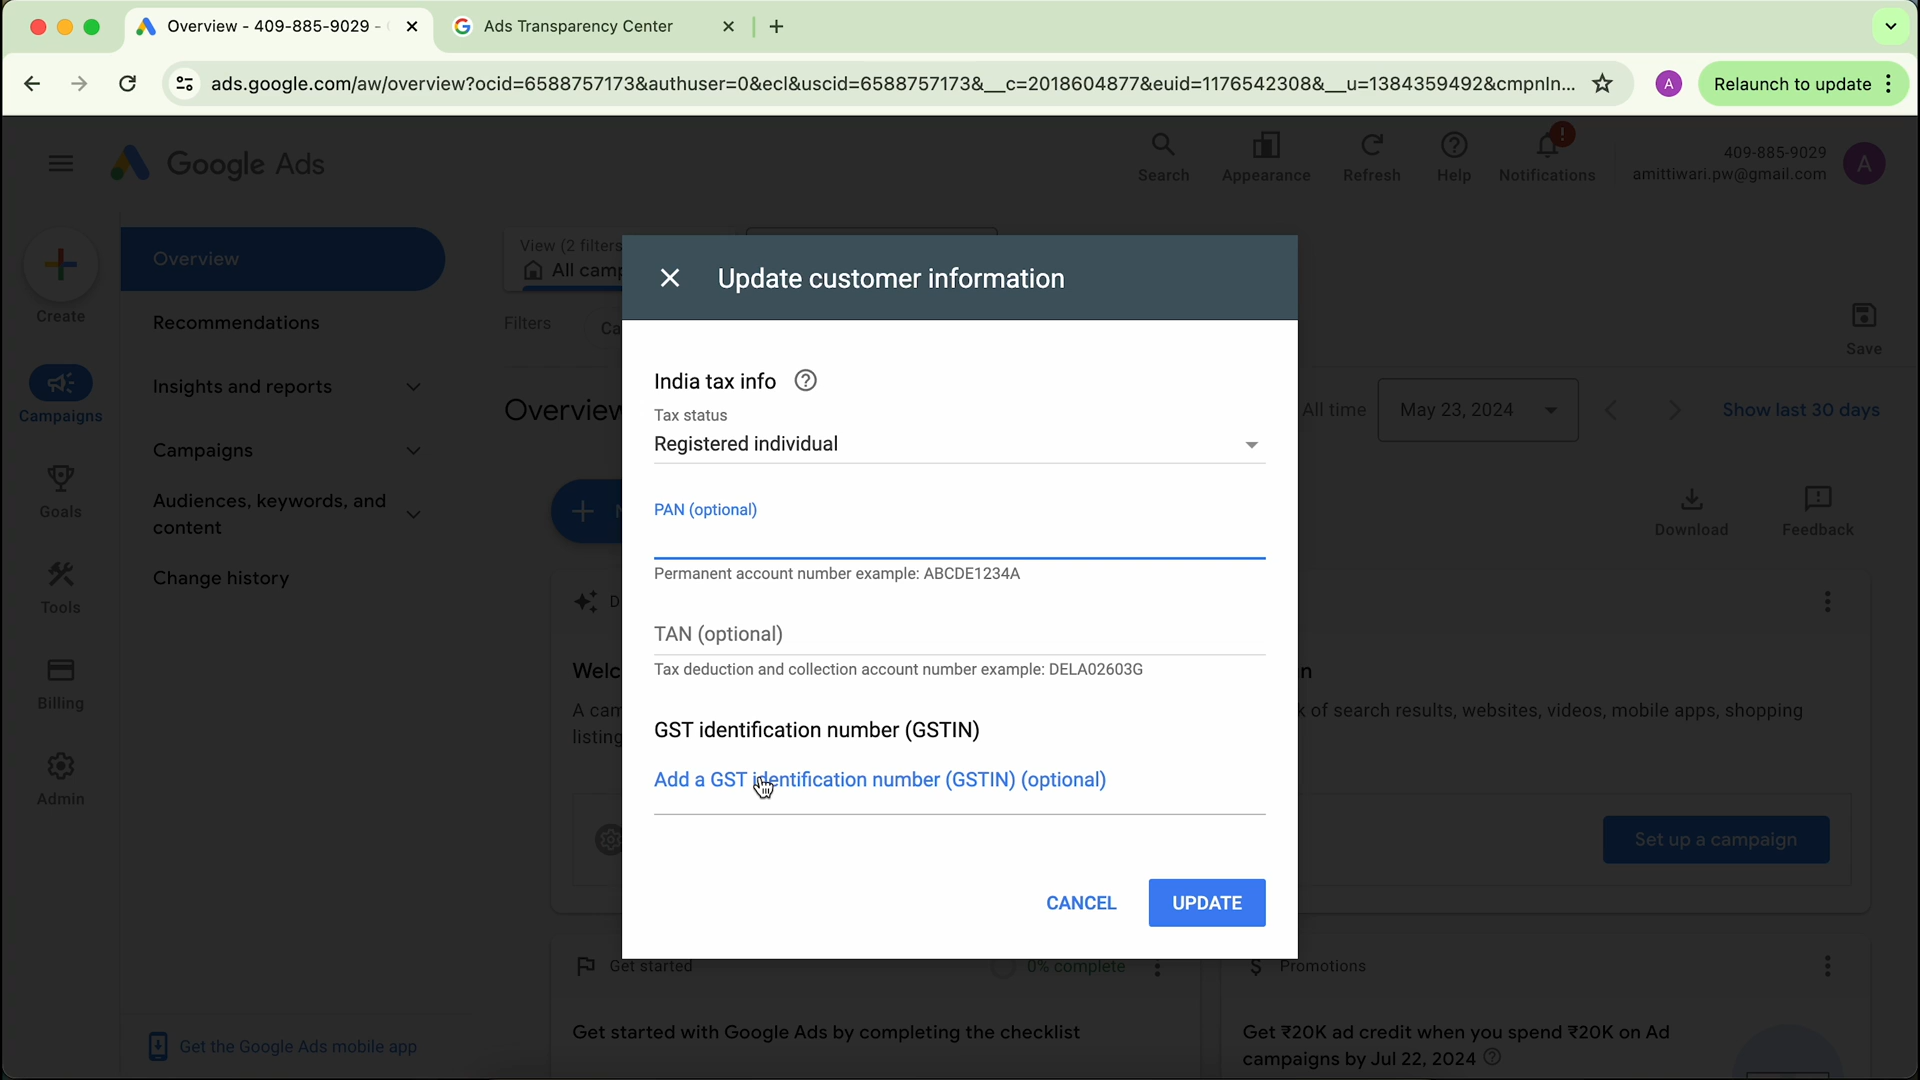 Overview - 409-885-9029 -
Ads Transparency Center
ads.google.com/aw/overview?ocid=6588757173&authuser=0&ecl&uscid=6588757173&__c=2018604877&euid=1176542308&__u=1384359492&cmpnIn...
A
Relaunch to update
Google Ads
Search
Appearance
Refresh
Help
!
Notifications
409-885-9029
amittiwari.pw@gmail.com
A
Create
Campaigns
Goals
Tools
Billing
Admin
Overview
Recommendations
Insights and reports
Campaigns
Audiences, keywords, and
content
Change history
Get the Google Ads mobile app
View (2 filters
All camp
Filters
Ca
Save
Overview
All time
May 23, 2024
Show last 30 days
Download
Feedback
D
Welc
n
A cam
k of search results, websites, videos, mobile apps, shopping
listing
Set up a campaign
Update customer information
India tax info
Tax status
Registered individual
PAN (optional)
Permanent account number example: ABCDE1234A
TAN (optional)
Tax deduction and collection account number example: DELA02603G
GST identification number (GSTIN)
Add a GST identification number (GSTIN) (optional)
CANCEL
UPDATE
Get started
0% complete
Promotions
Get started with Google Ads by completing the checklist
Get ₹20K ad credit when you spend ₹20K on Ad
campaigns by Jul 22, 2024